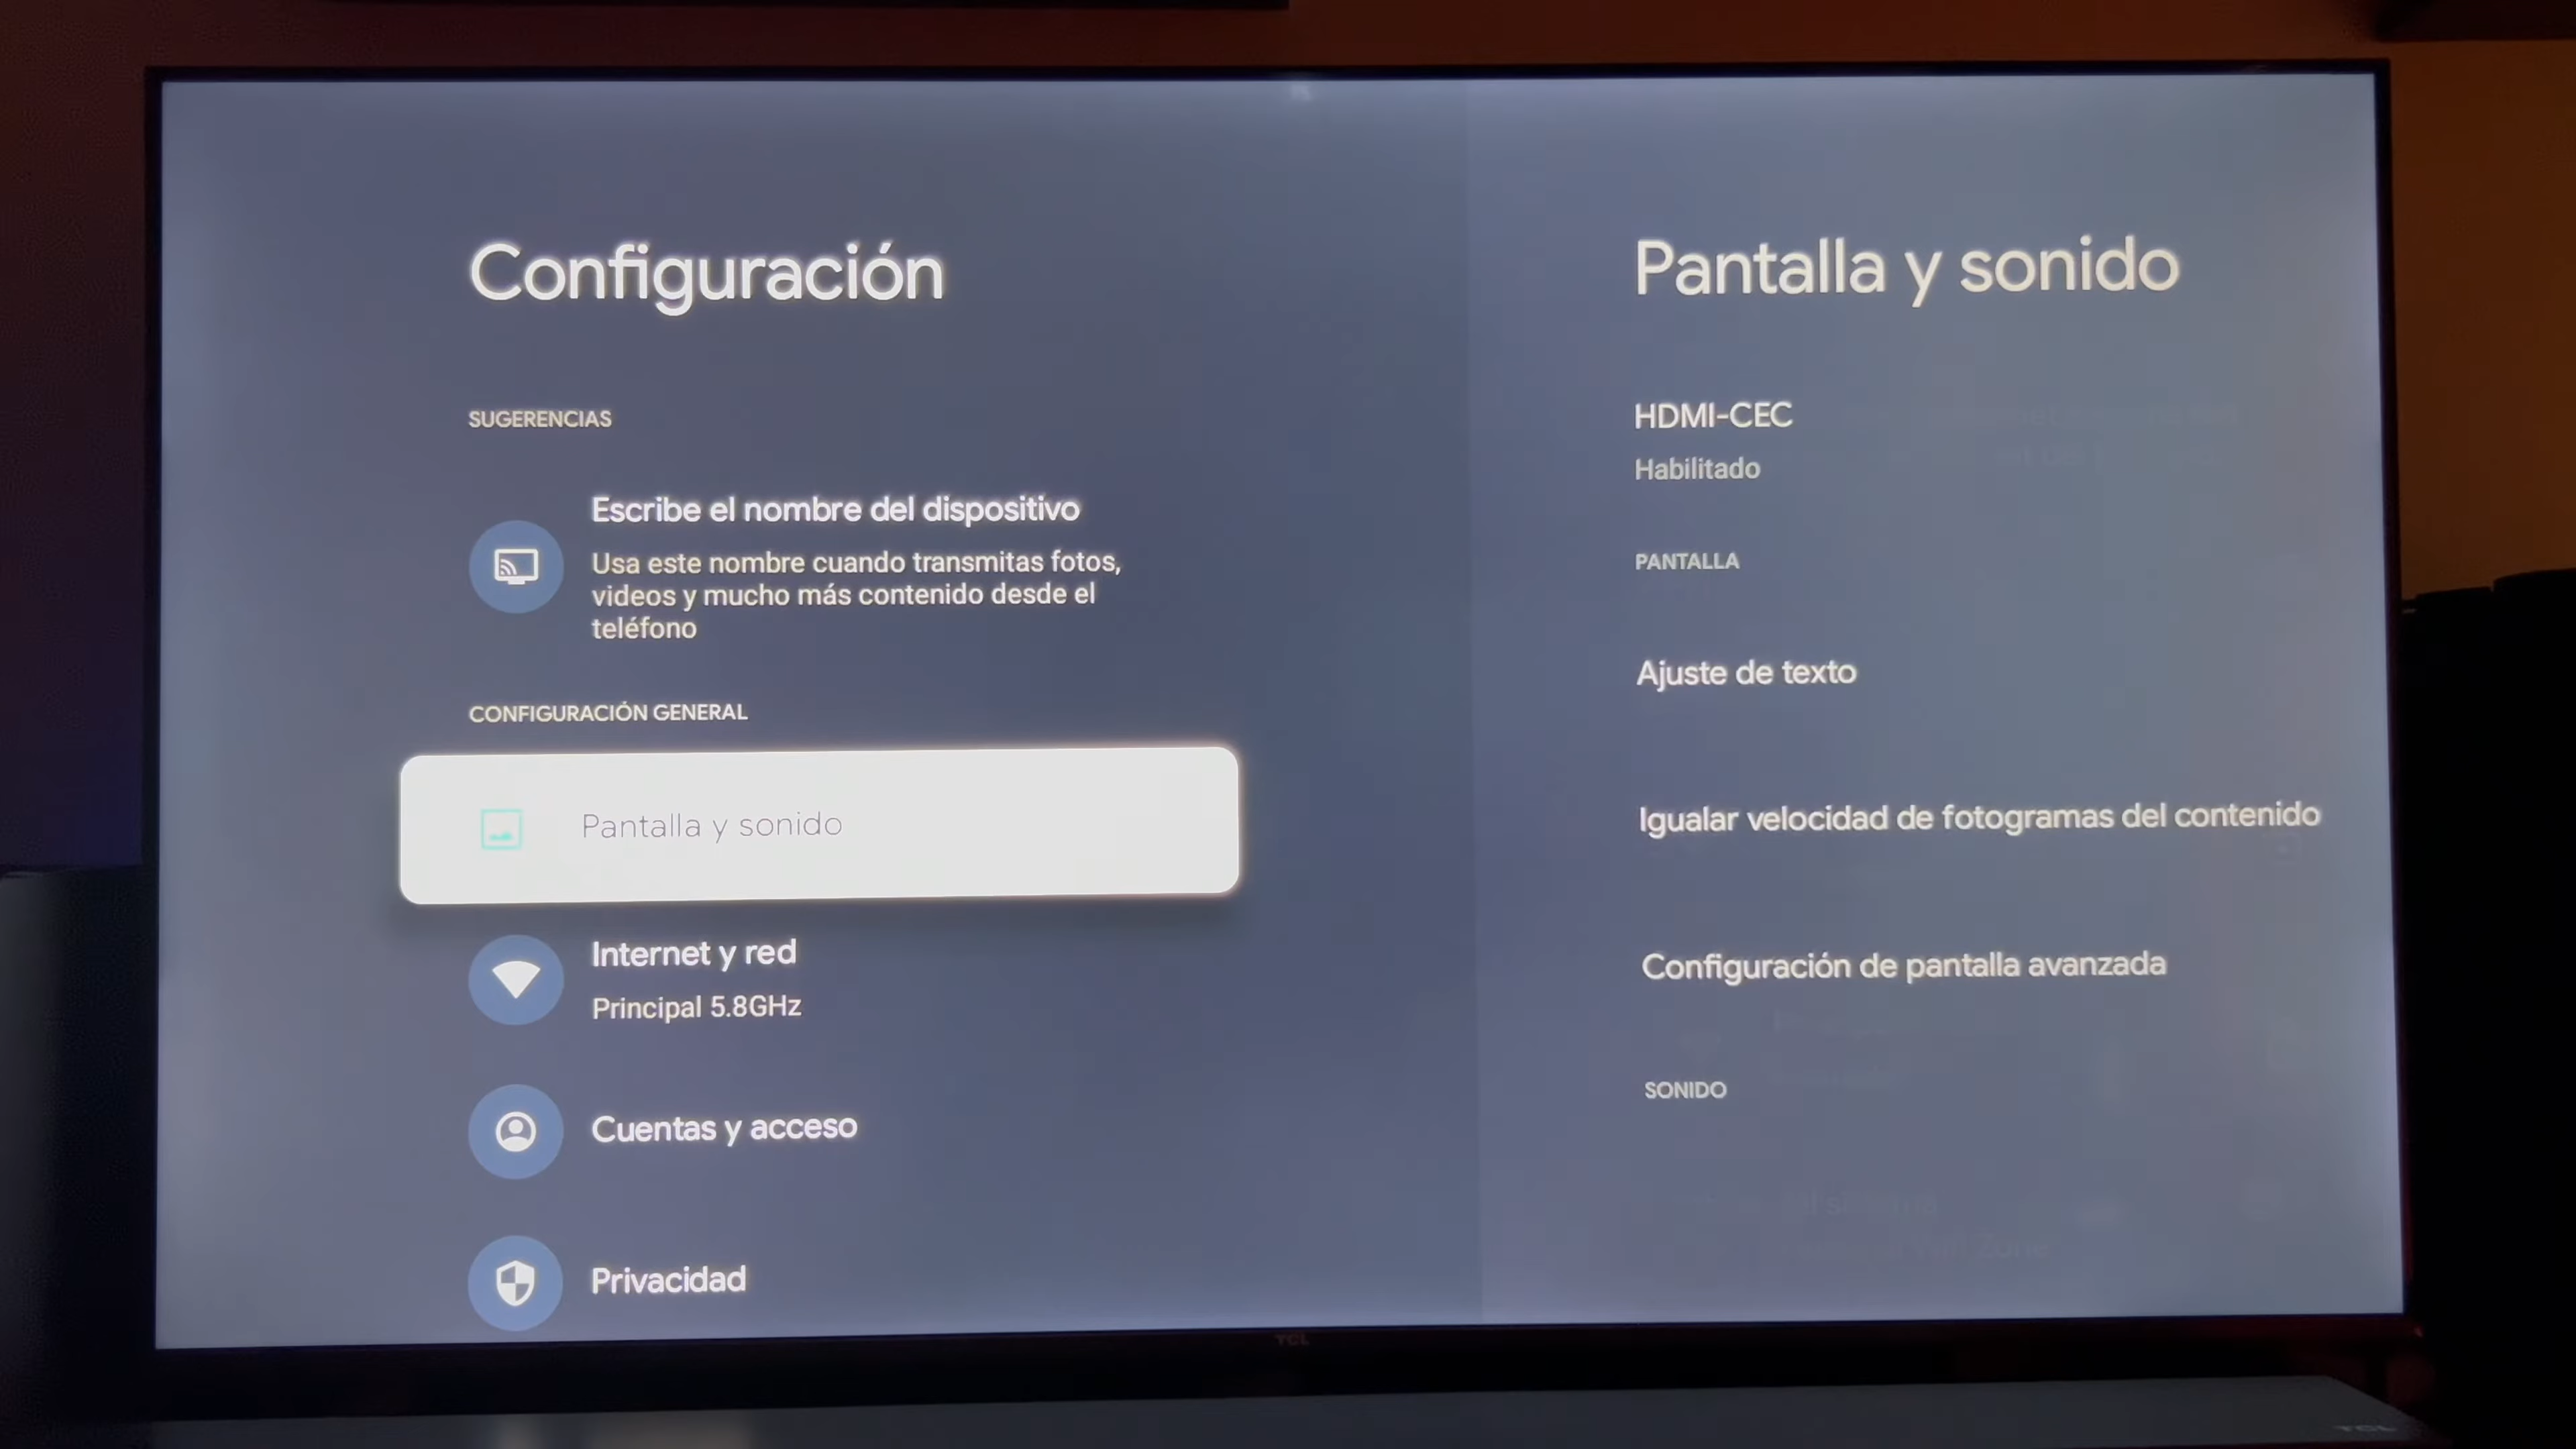 Configuración
SUGERENCIAS
Escribe el nombre del dispositivo
Usa este nombre cuando transmitas fotos,
videos y mucho más contenido desde el
teléfono
CONFIGURACIÓN GENERAL
Pantalla y sonido
Internet y red
Principal 5.8GHz
Cuentas y acceso
Privacidad
Pantalla y sonido
HDMI-CEC
Habilitado
PANTALLA
Ajuste de texto
Igualar velocidad de fotogramas del contenido
Configuración de pantalla avanzada
SONIDO
TCL
TCL